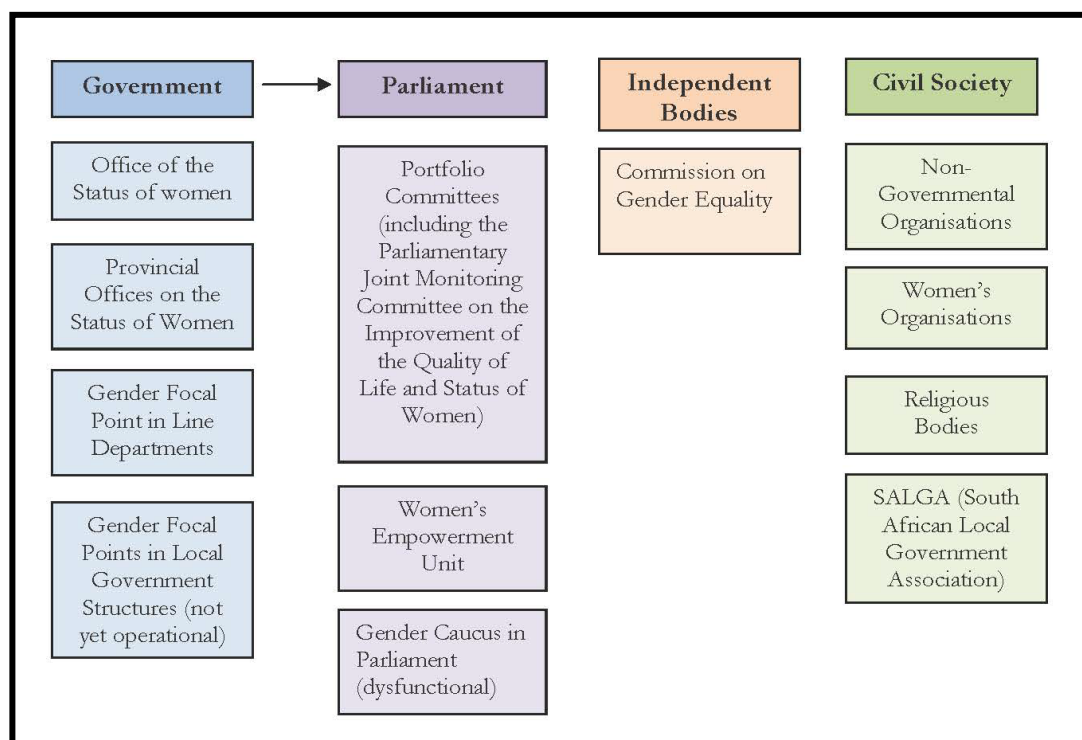 Government
Office of the
Status of women
Provincial
Offices on the
Status of Women
Gender Focal
Point in Line
Departments
Gender Focal
Points in Local
Government
Structures (not
yet operational)
Parliament
Portfolio
Committees
(including the
Parliamentary
Joint Monitoring
Committee on the
Improvement of
the Quality of
Life and Status of
Women)
Women's
Empowerment
Unit
Gender Caucus in
Parliament
(dysfunctional)
Independent
Bodies
Commission on
Gender Equality
Civil Society
Non-
Governmental
Organisations
Women's
Organisations
Religious
Bodies
SALGA (South
African Local
Government
Association)